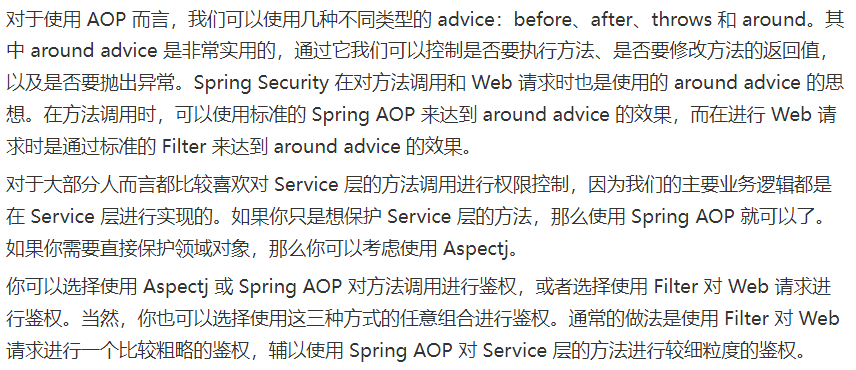 对于使用 AOP 而言，我们可以使用几种不同类型的 advice：before、after、throws 和 around。其
中 around advice 是非常实用的，通过它我们可以控制是否要执行方法、是否要修改方法的返回值，
以及是否要抛出异常。Spring Security 在对方法调用和 Web 请求时也是使用的 around advice 的思
想。在方法调用时，可以使用标准的 Spring AOP 来达到 around advice 的效果，而在进行 Web 请
求时是通过标准的 Filter 来达到 around advice 的效果。
对于大部分人而言都比较喜欢对 Service 层的方法调用进行权限控制，因为我们的主要业务逻辑都是
在 Service 层进行实现的。如果你只是想保护 Service 层的方法，那么使用 Spring AOP 就可以了。
如果你需要直接保护领域对象，那么你可以考虑使用 Aspectj。
你可以选择使用 Aspectj 或 Spring AOP 对方法调用进行鉴权，或者选择使用 Filter 对 Web 请求进
行鉴权。当然，你也可以选择使用这三种方式的任意组合进行鉴权。通常的做法是使用 Filter 对 Web
请求进行一个比较粗略的鉴权，辅以使用 Spring AOP 对 Service 层的方法进行较细粒度的鉴权。